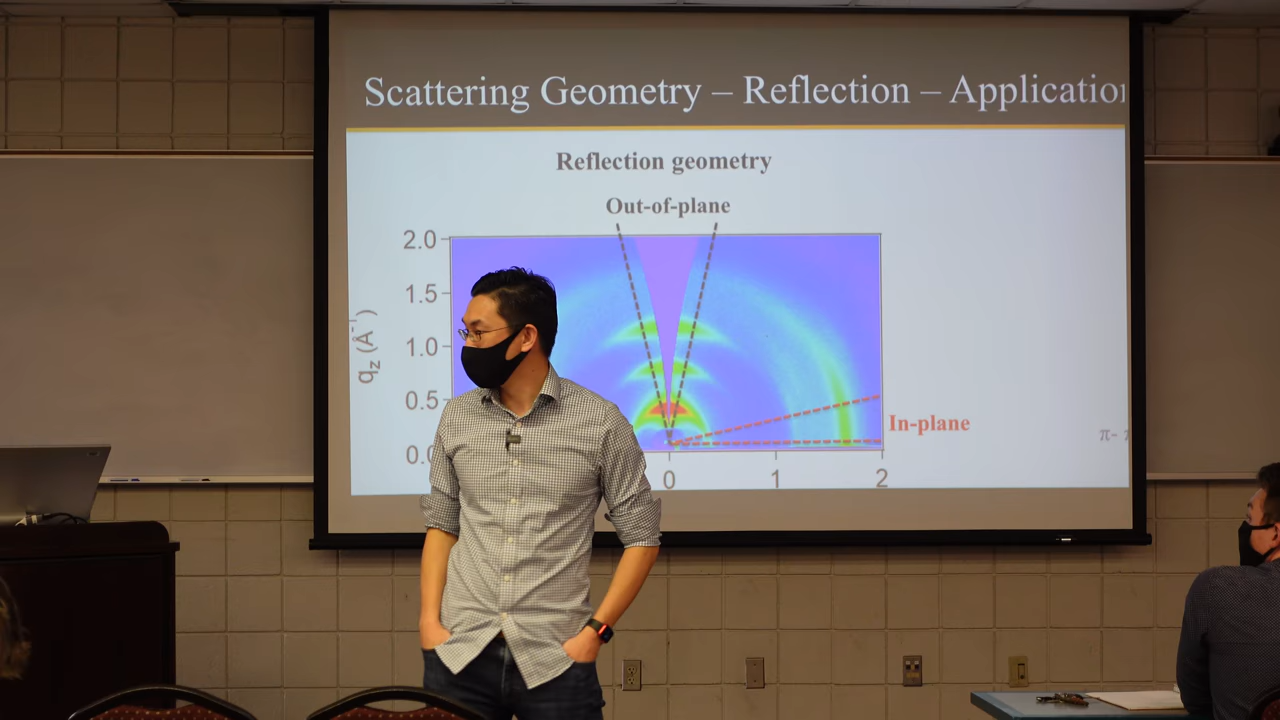 Scattering Geometry – Reflection – Application
Reflection geometry
Out-of-plane
2.0
1.5
1.0
0.5
0.0
qz (Å-1)
In-plane
π-
0
1
2